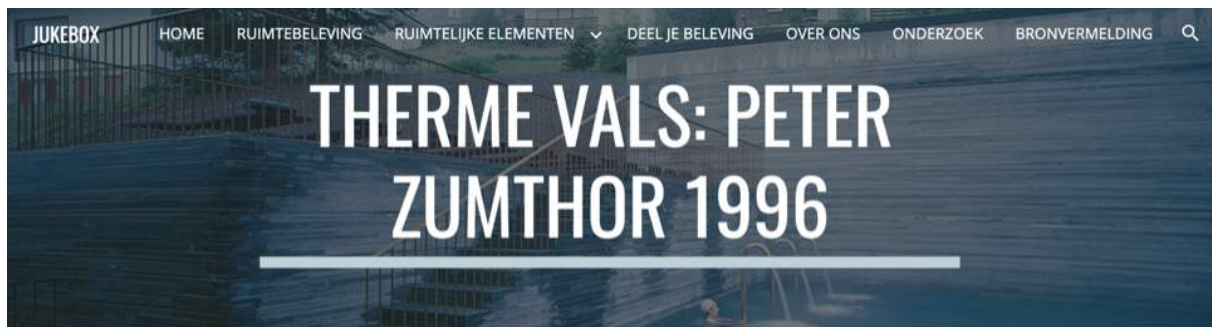 JUKEBOX HOME RUIMTEBELEVING RUIMTELIJKE ELEMENTEN DEEL JE BELEVING OVER ONS ONDERZOEK BRONVERMELDING
THERME VALS: PETER
ZUMTHOR 1996